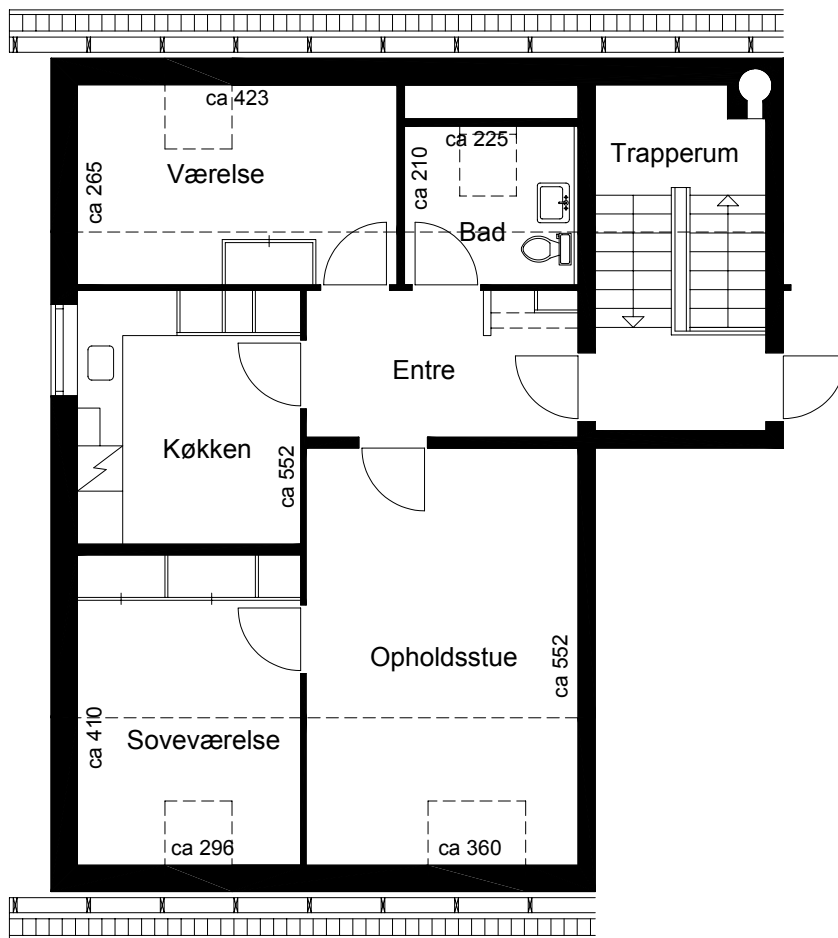 ca 423
ca 265
Værelse
ca 225
ca 210
Bad
Trapperum
Entre
Køkken
ca 552
Opholdsstue
ca 552
ca 410
Soveværelse
ca 296
ca 360